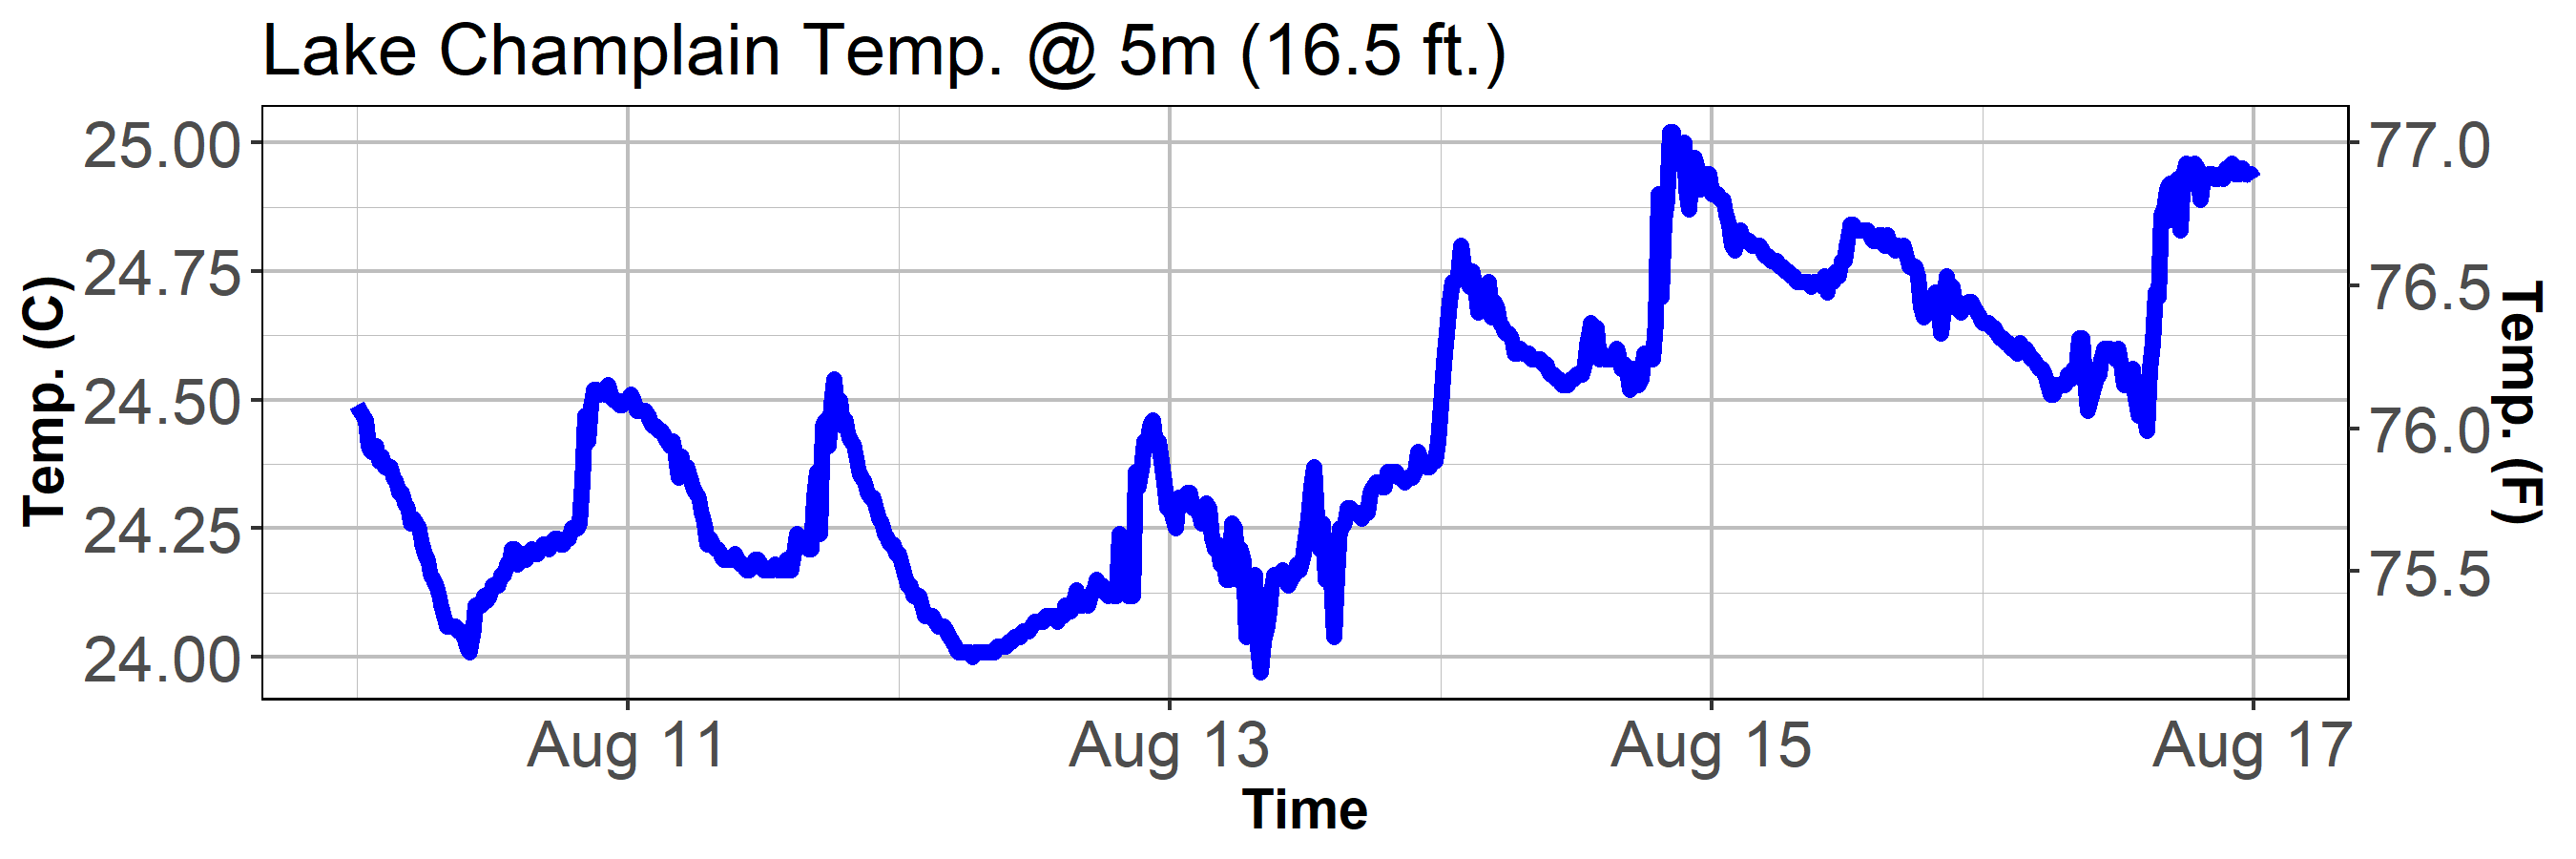 Lake Champlain Temp. @ 5m (16.5 ft.)
Temp. (C)
25.00
24.75
24.50
24.25
24.00
77.0
76.5
76.0
75.5
Temp. (F)
Aug 11 Aug 13 Aug 15 Aug 17
Time